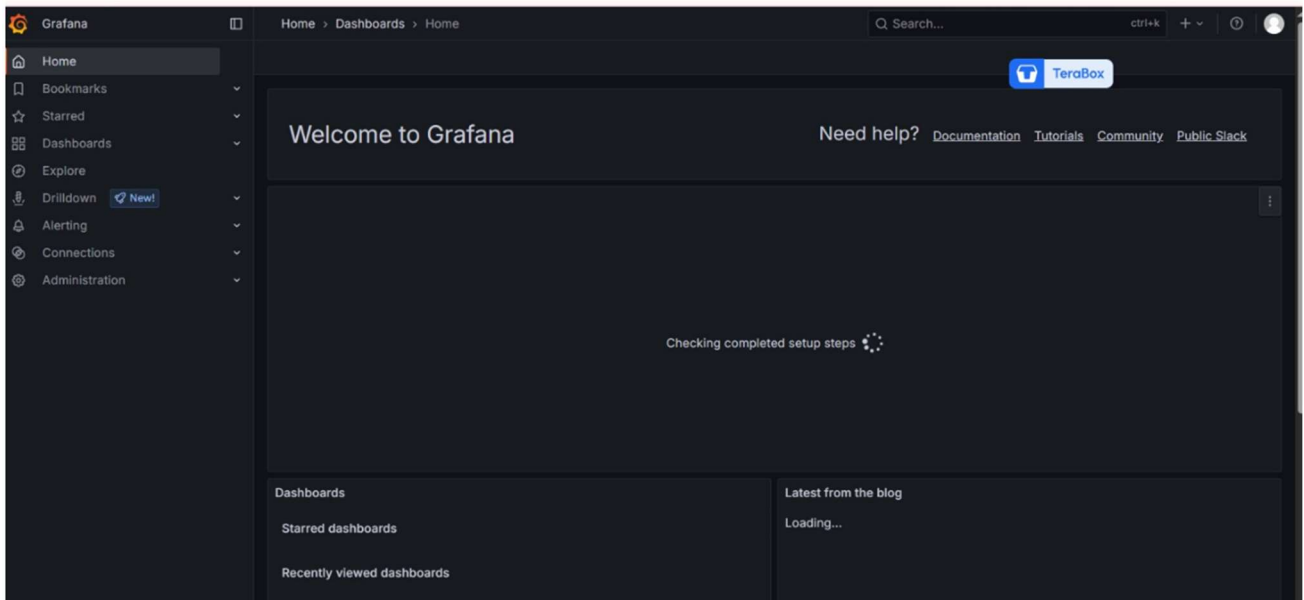 Grafana
Home › Dashboards › Home
Search...
ctrl+k
Home
Bookmarks
Starred
Dashboards
Explore
Drilldown New!
Alerting
Connections
Administration
TeraBox
Welcome to Grafana
Need help? Documentation Tutorials Community Public Slack
Checking completed setup steps
Dashboards
Starred dashboards
Recently viewed dashboards
Latest from the blog
Loading...